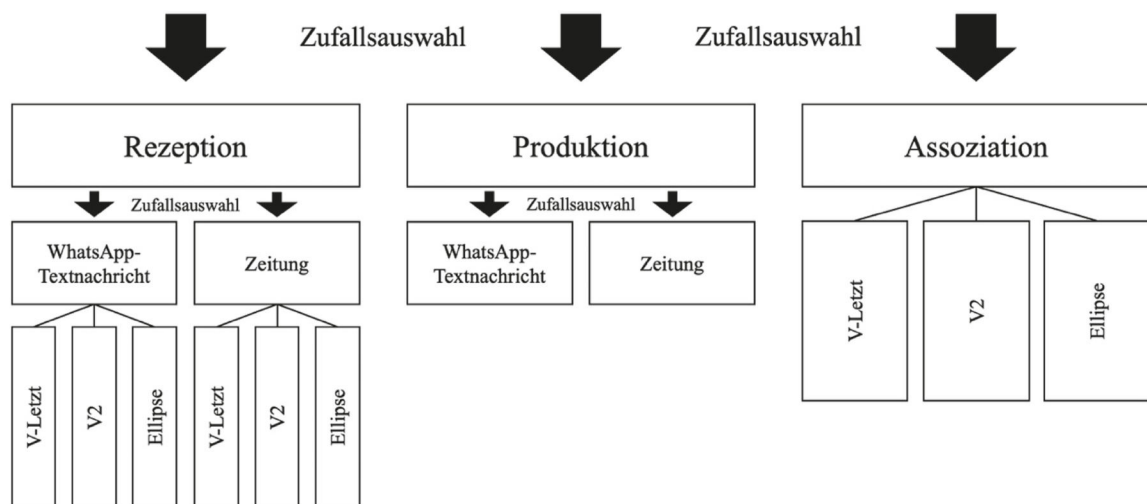 Zufallsauswahl
Zufallsauswahl
Rezeption
Produktion
Assoziation
Zufallsauswahl
Zufallsauswahl
WhatsApp-
Textnachricht
Zeitung
WhatsApp-
Textnachricht
Zeitung
V-Letzt
V2
Ellipse
V-Letzt
V2
Ellipse
V-Letzt
V2
Ellipse